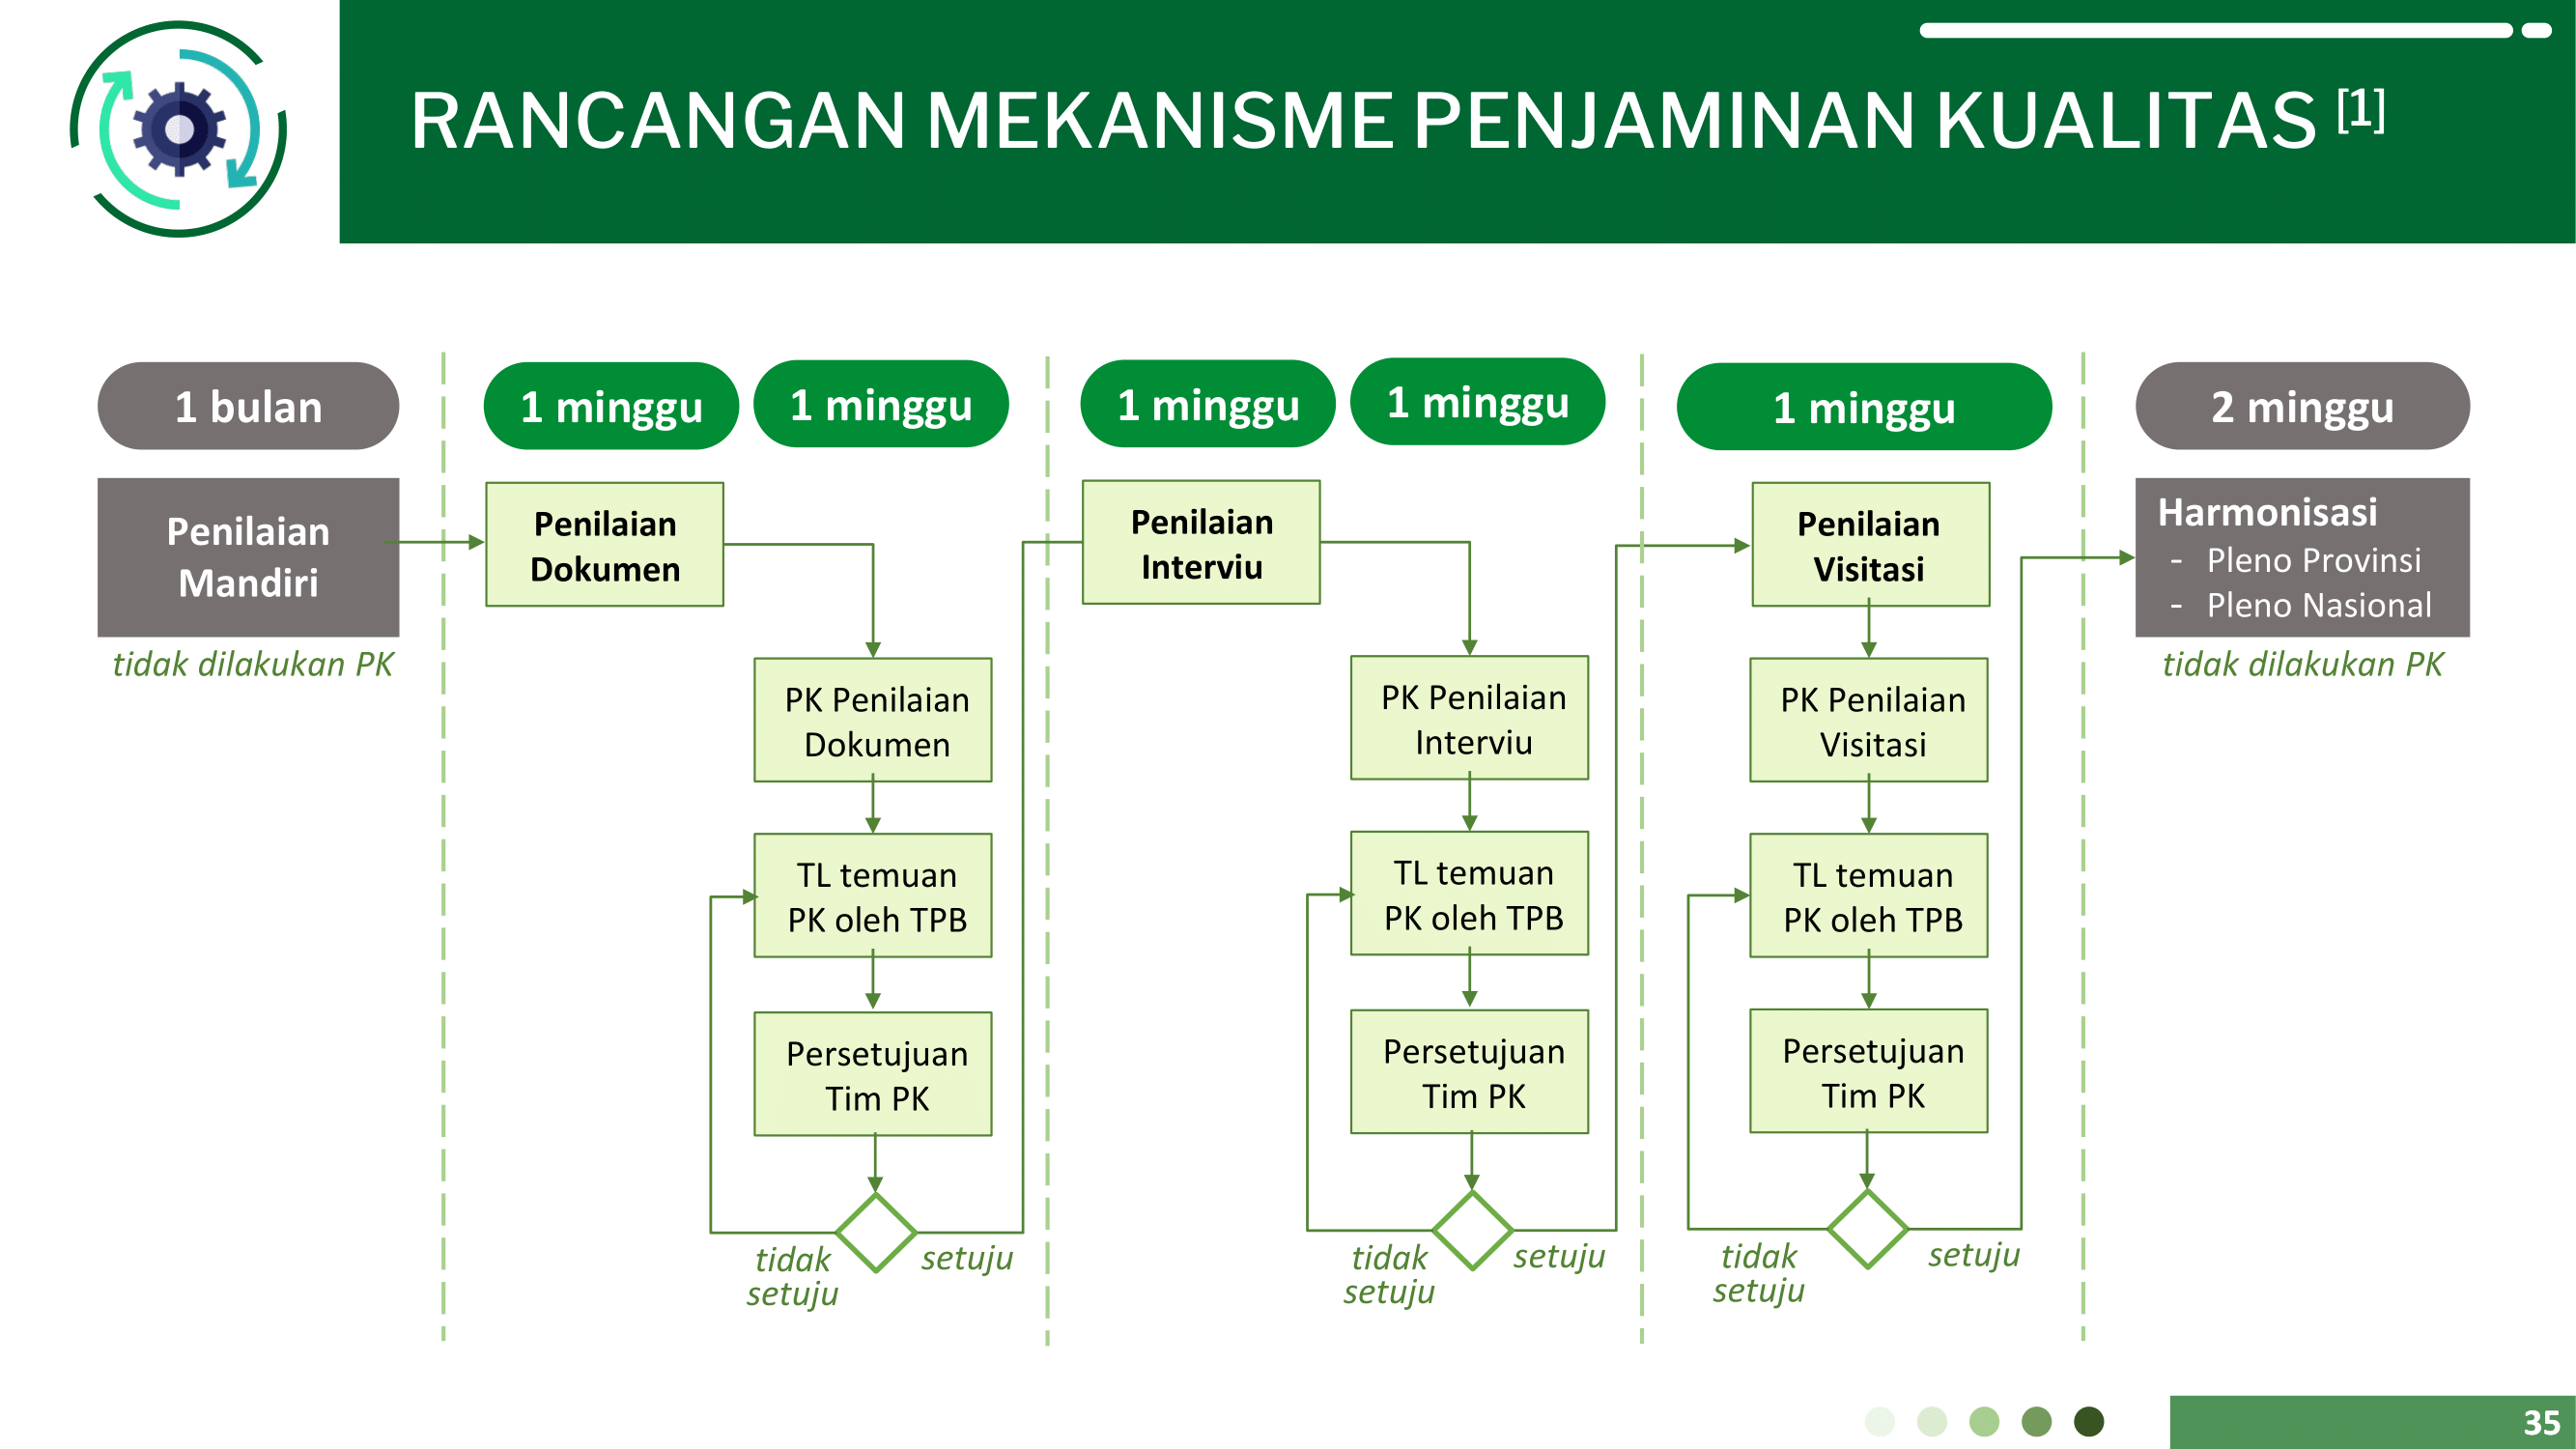 RANCANGAN MEKANISME PENJAMINAN KUALITAS [1]
1 bulan
Penilaian
Mandiri
tidak dilakukan PK
1 minggu
1 minggu
Penilaian
Dokumen
PK Penilaian
Dokumen
TL temuan
PK oleh TPB
Persetujuan
Tim PK
tidak
setuju
setuju
1 minggu
1 minggu
Penilaian
Interviu
PK Penilaian
Interviu
TL temuan
PK oleh TPB
Persetujuan
Tim PK
tidak
setuju
setuju
1 minggu
Penilaian
Visitasi
PK Penilaian
Visitasi
TL temuan
PK oleh TPB
Persetujuan
Tim PK
tidak
setuju
setuju
2 minggu
Harmonisasi
- Pleno Provinsi
- Pleno Nasional
tidak dilakukan PK
35